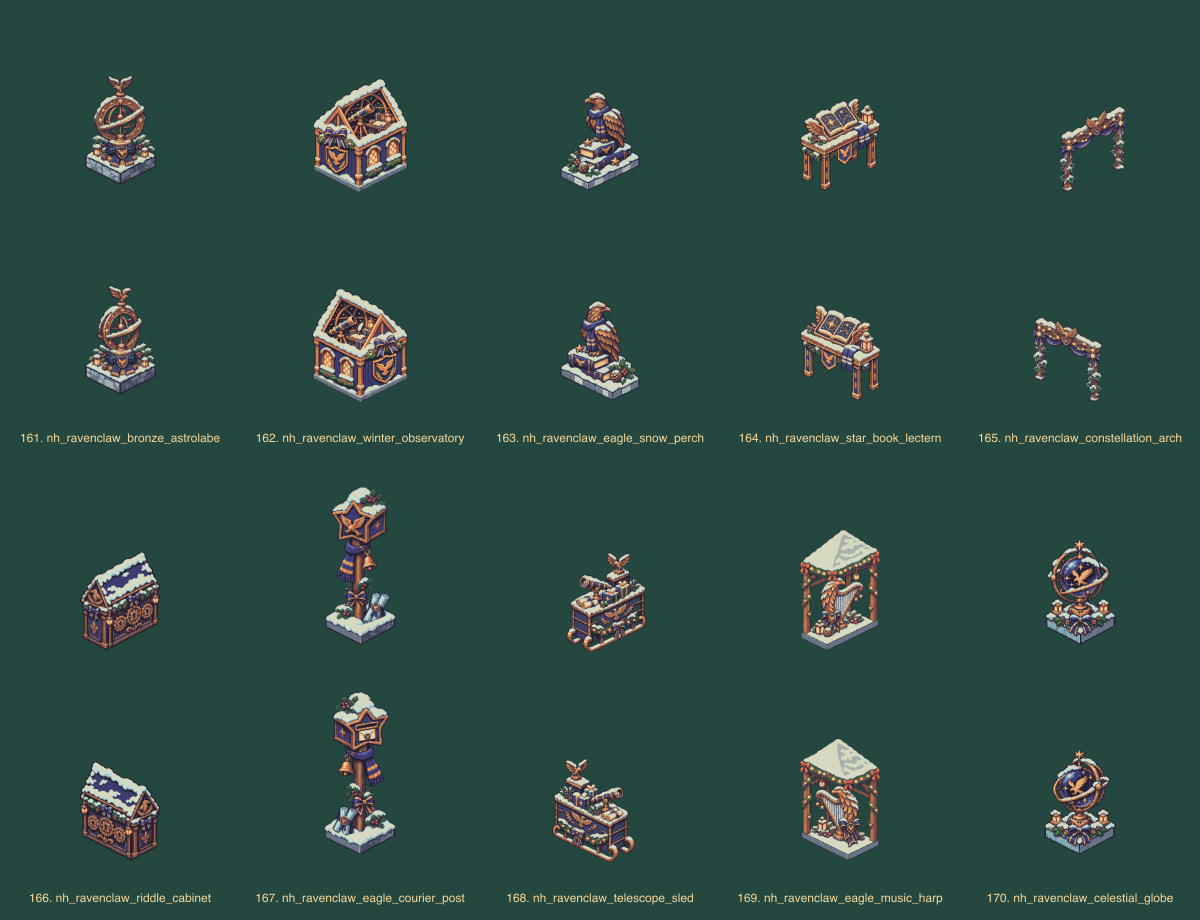 161. nh_ravenclaw_bronze_astrolabe
162. nh_ravenclaw_winter_observatory
163. nh_ravenclaw_eagle_snow_perch
164. nh_ravenclaw_star_book_lectern
165. nh_ravenclaw_constellation_arch
166. nh_ravenclaw_riddle_cabinet
167. nh_ravenclaw_eagle_courier_post
168. nh_ravenclaw_telescope_sled
169. nh_ravenclaw_eagle_music_harp
170. nh_ravenclaw_celestial_globe